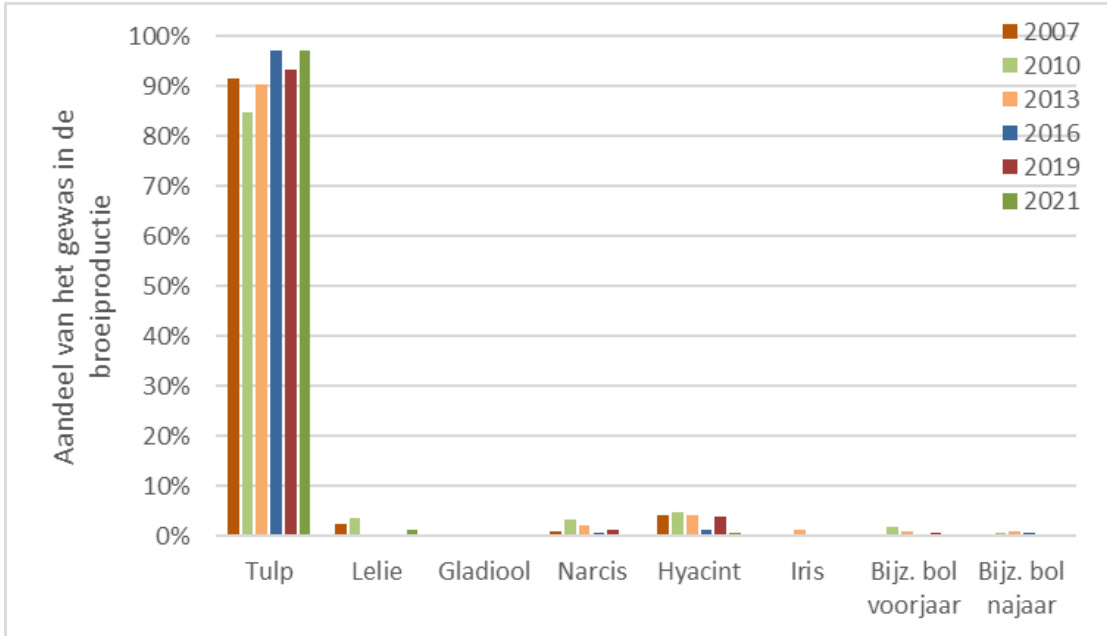 Aandeel van het gewas in de
broeiproductie
100%
90%
80%
70%
60%
50%
40%
30%
20%
10%
0%
2007
2010
2013
2016
2019
2021
Tulp
Lelie
Gladiool
Narcis
Hyacint
Iris
Bijz. bol
voorjaar
Bijz. bol
najaar